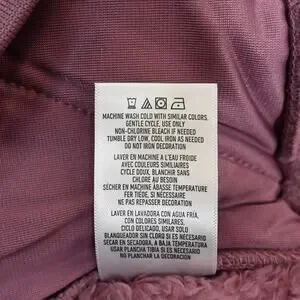 MACHINE WASH COLD WITH SIMILAR COLORS,
GENTLE CYCLE, USE ONLY
NON-CHLORINE BLEACH IF NEEDED
TUMBLE DRY LOW, COOL IRON AS NEEDED
DO NOT IRON DECORATION
LAVER EN MACHINE A L'EAU FROIDE
AVEC COULEURS SIMILIAIRES
CYCLE DOUX, BLANCHIR SANS
CHLORE AU BESOIN
SÉCHER EN MACHINE ABASSE TEMPERATURE
FER TIÈDE, SI NÉCESSAIRE
NE PAS REPASSER DECORATION
LAVER EN LAVADORA CON AGUA FRÍA,
CON COLORES SIMILARES,
CICLO DELICADO, USAR SOLO
BLANQUEADOR SIN CLORO SI ES NECESARIO
SECAR EN SECADORA, A BAJA TEMPERATURA
USAR PLANCHA TIBIA SI ES NECESARIO
NO PLANCHAR LA DECORACION